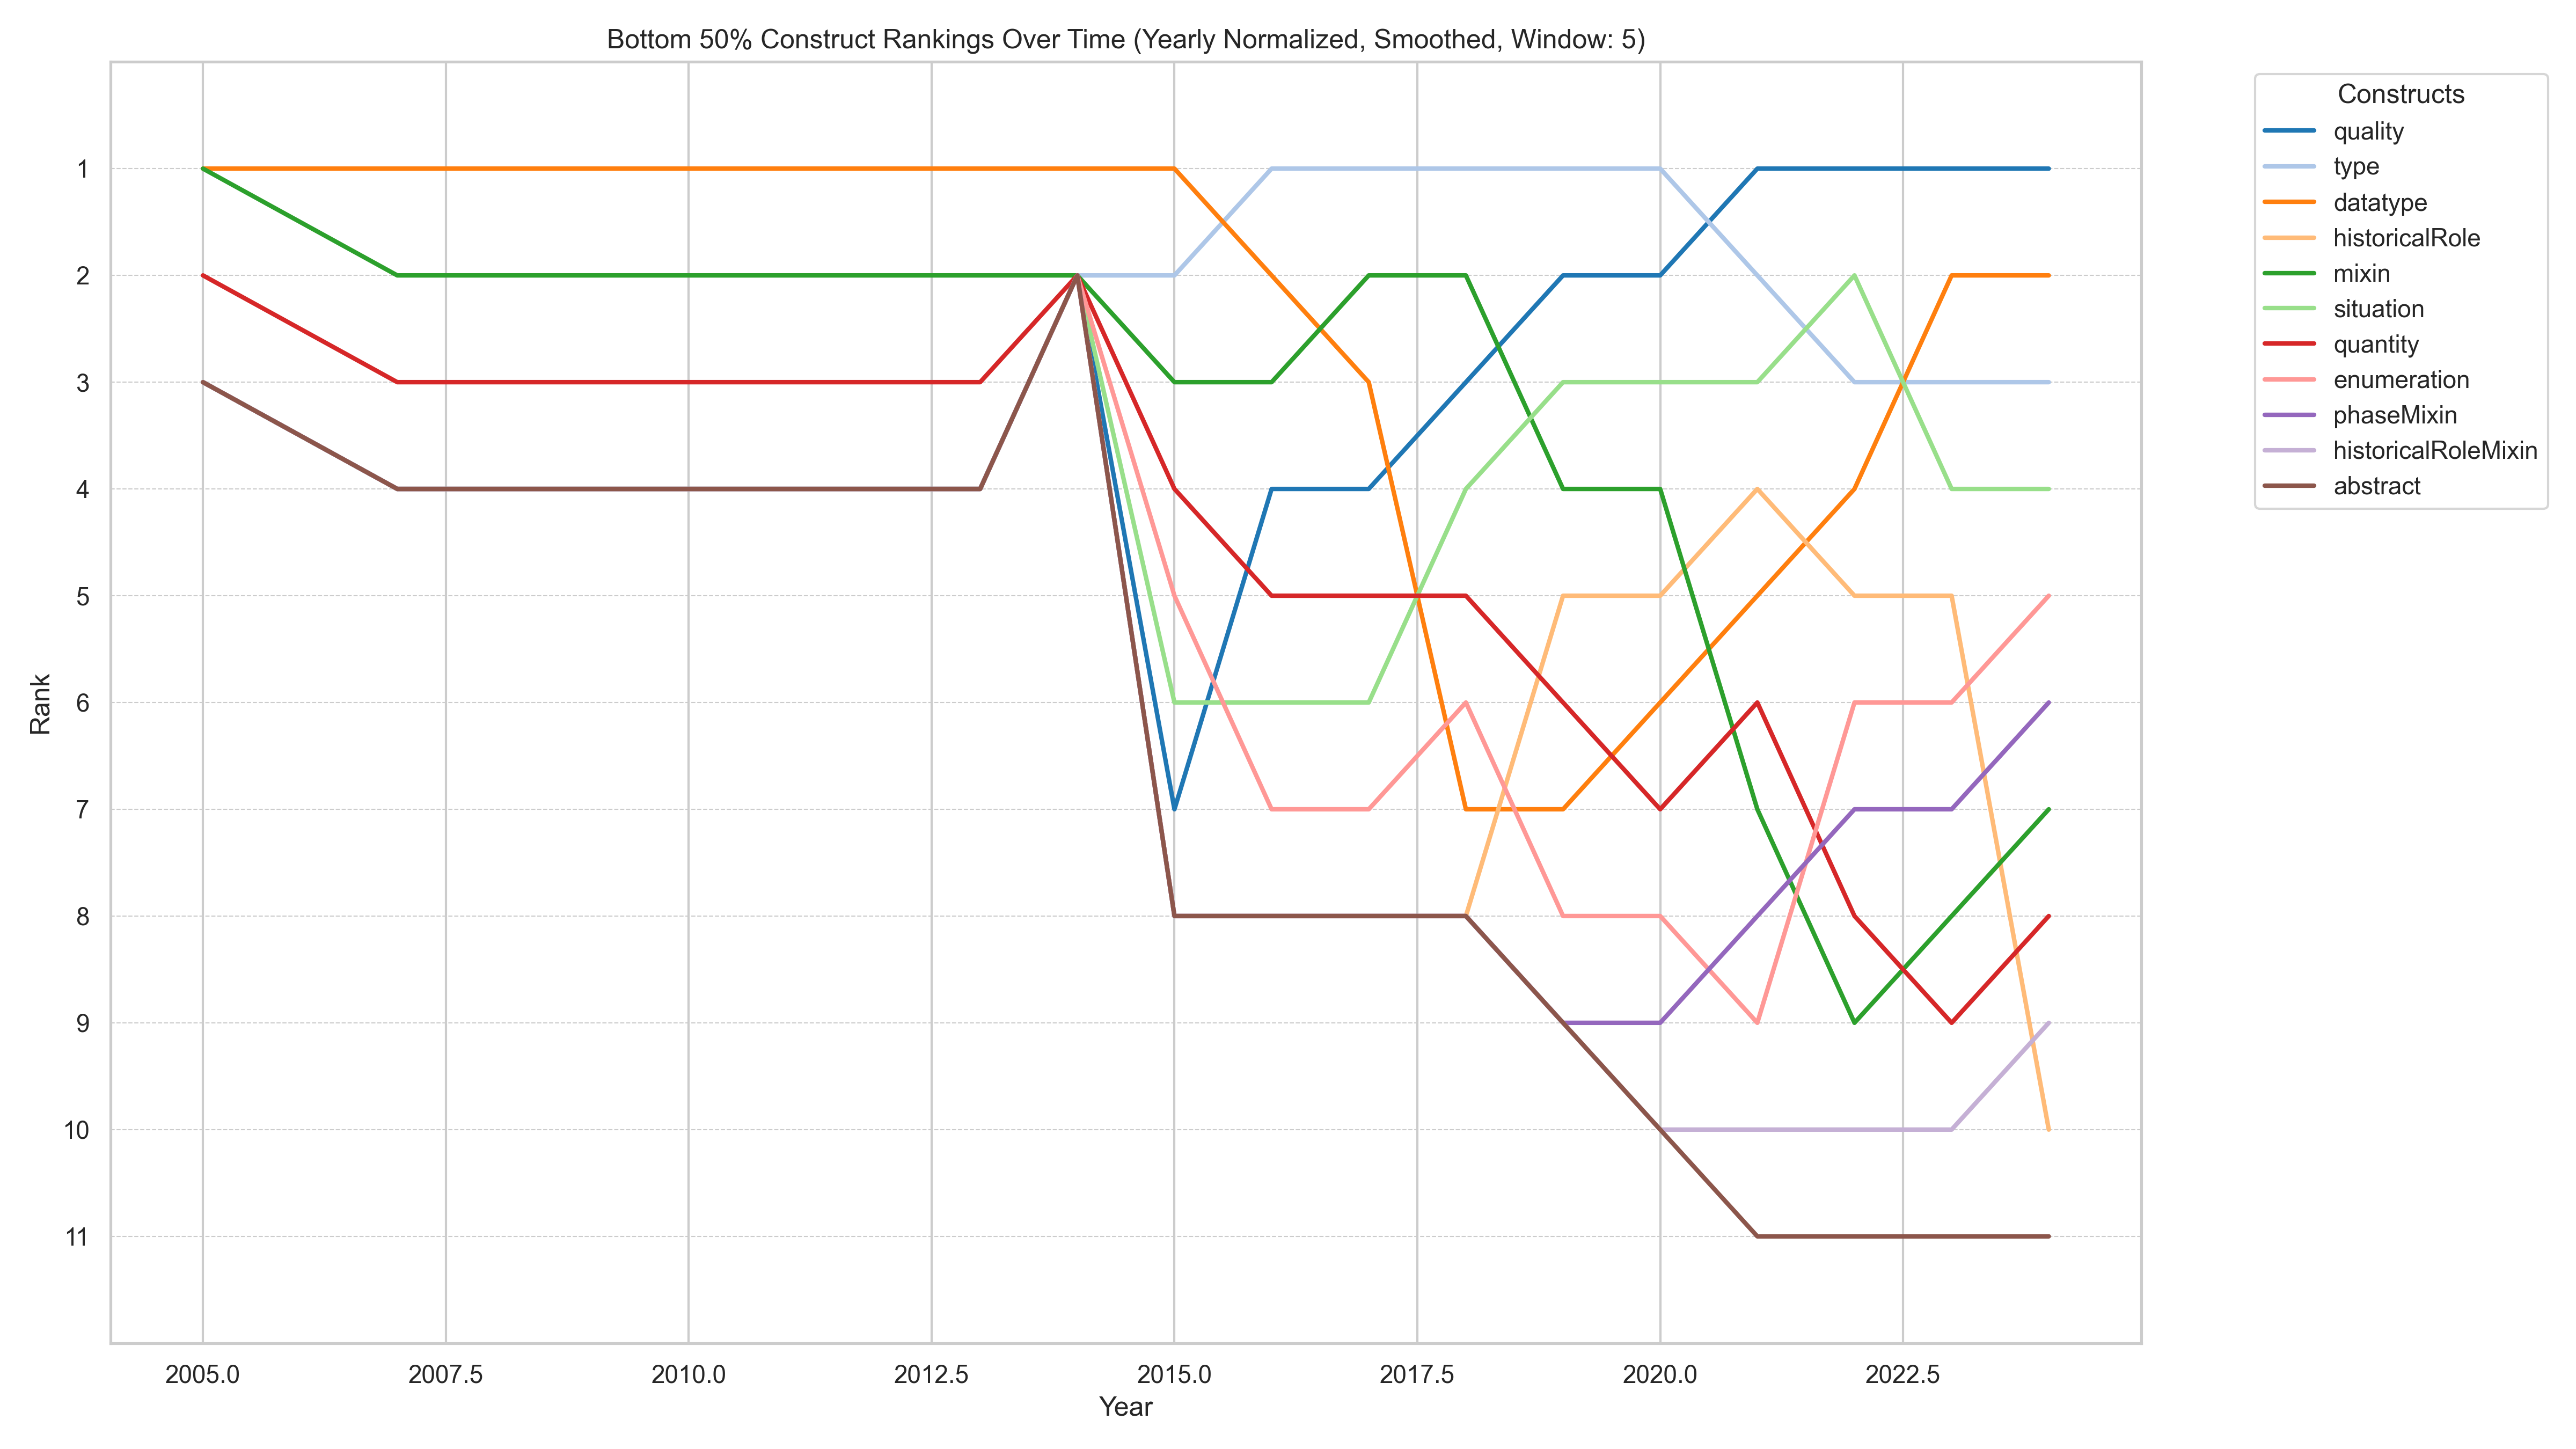 Bottom 50% Construct Rankings Over Time (Yearly Normalized, Smoothed, Window: 5)
Rank
1
2
3
4
5
6
7
8
9
10
11
2005.0 2007.5 2010.0 2012.5 2015.0 2017.5 2020.0 2022.5
Year
Constructs
quality
type
datatype
historicalRole
mixin
situation
quantity
enumeration
phaseMixin
historicalRoleMixin
abstract